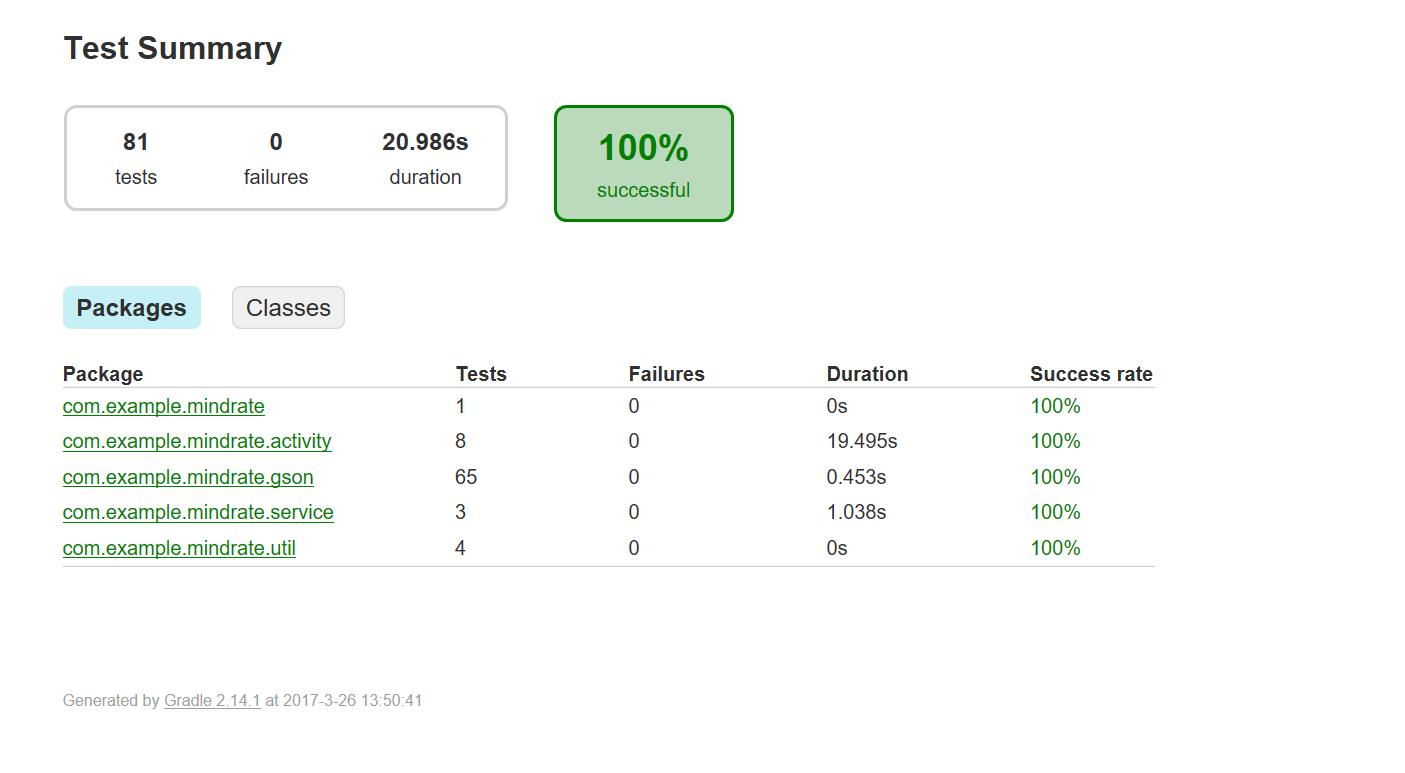 Test Summary
81 0 20.986s
tests failures duration
100%
successful
Packages Classes
Package Tests Failures Duration Success rate
com.example.mindrate 1 0 0s 100%
com.example.mindrate.activity 8 0 19.495s 100%
com.example.mindrate.gson 65 0 0.453s 100%
com.example.mindrate.service 3 0 1.038s 100%
com.example.mindrate.util 4 0 0s 100%
Generated by Gradle 2.14.1 at 2017-3-26 13:50:41